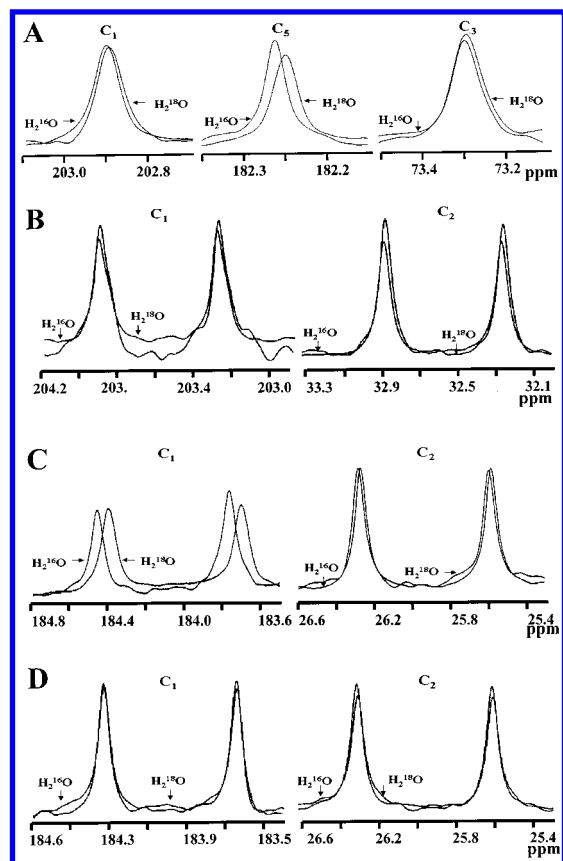 A
C₁
C₅
C₃
H₂¹⁶O
H₂¹⁸O
H₂¹⁶O
H₂¹⁸O
H₂¹⁶O
H₂¹⁸O
203.0 202.8 182.3 182.2 73.4 73.2 ppm
B
C₁
C₂
H₂¹⁶O
H₂¹⁸O
H₂¹⁶O
H₂¹⁸O
204.2 203. 203.4 203.0 33.3 32.9 32.5 32.1
ppm
C
C₁
C₂
H₂¹⁶O
H₂¹⁸O
H₂¹⁶O
H₂¹⁸O
184.8 184.4 184.0 183.6 26.6 26.2 25.8 25.4
ppm
D
C₁
C₂
H₂¹⁶O
H₂¹⁸O
H₂¹⁶O
H₂¹⁸O
184.6 184.3 183.9 183.5 26.6 26.2 25.8 25.4
ppm